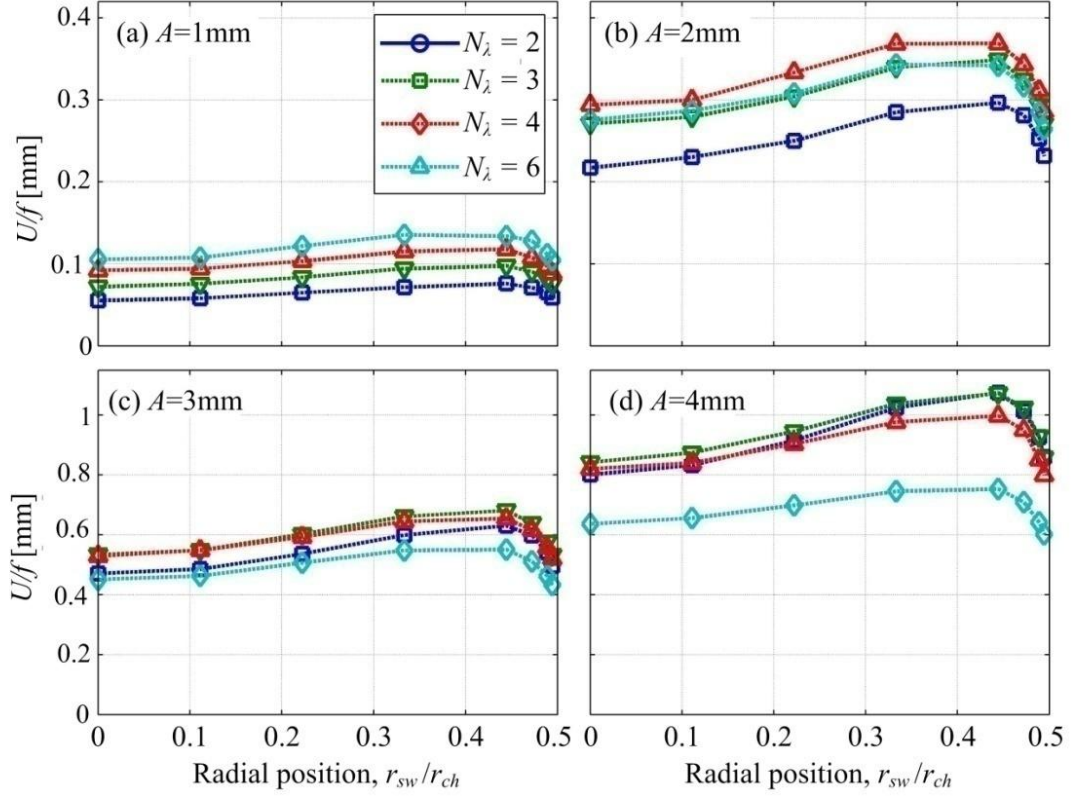 0.4
0.3
0.2
0.1
0
U/f [mm]
(a) A=1mm
N_λ = 2
N_λ = 3
N_λ = 4
N_λ = 6
(b) A=2mm
1
0.8
0.6
0.4
0.2
0
U/f [mm]
(c) A=3mm
(d) A=4mm
0 0.1 0.2 0.3 0.4 0.5
0 0.1 0.2 0.3 0.4 0.5
Radial position, r_sw/r_ch
Radial position, r_sw/r_ch